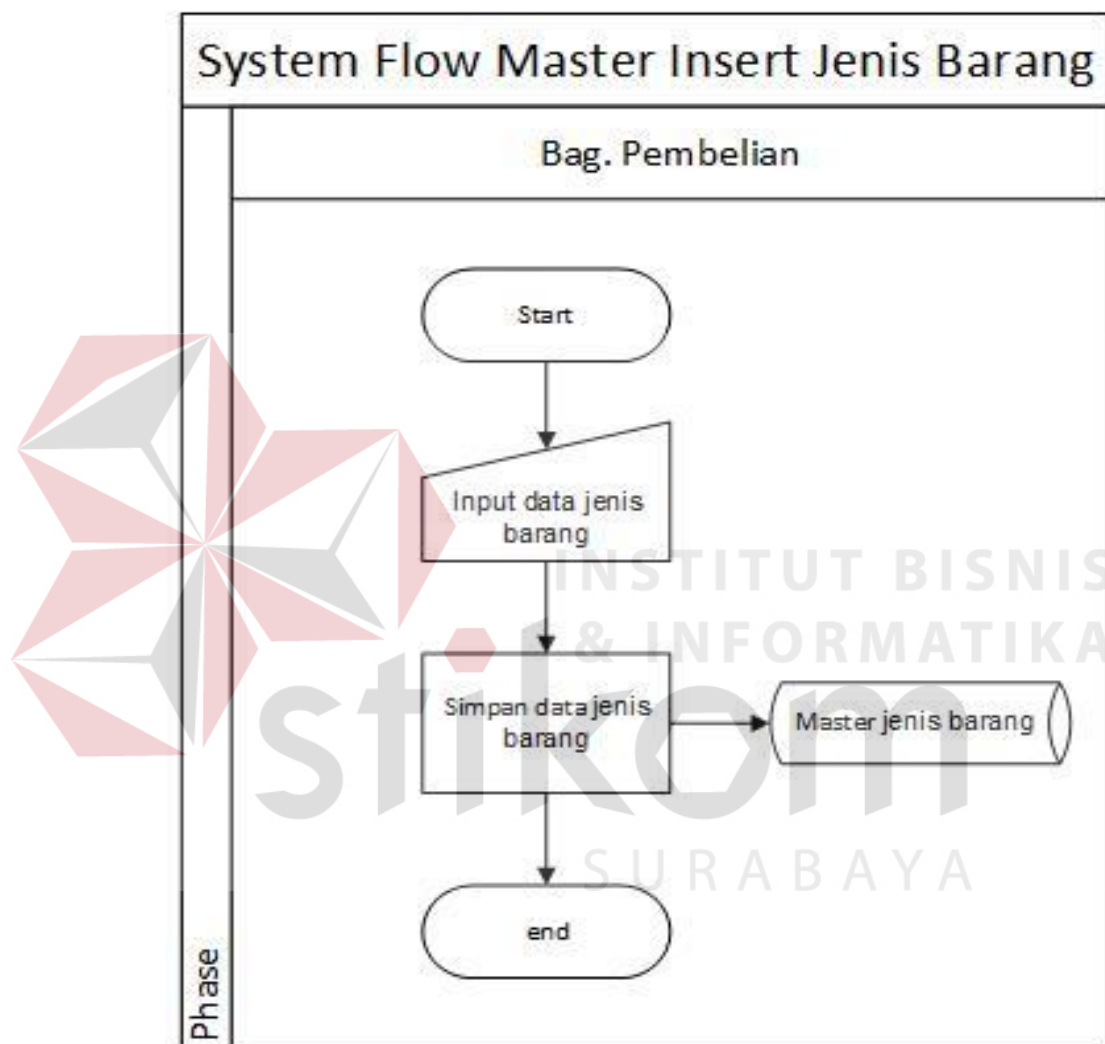 System Flow Master Insert Jenis Barang
Bag. Pembelian
Start
Input data jenis
barang
INSTITUT BISNIS
& INFORMATIKA
stikom
SURABAYA
Simpan data jenis
barang
Master jenis barang
end
Phase